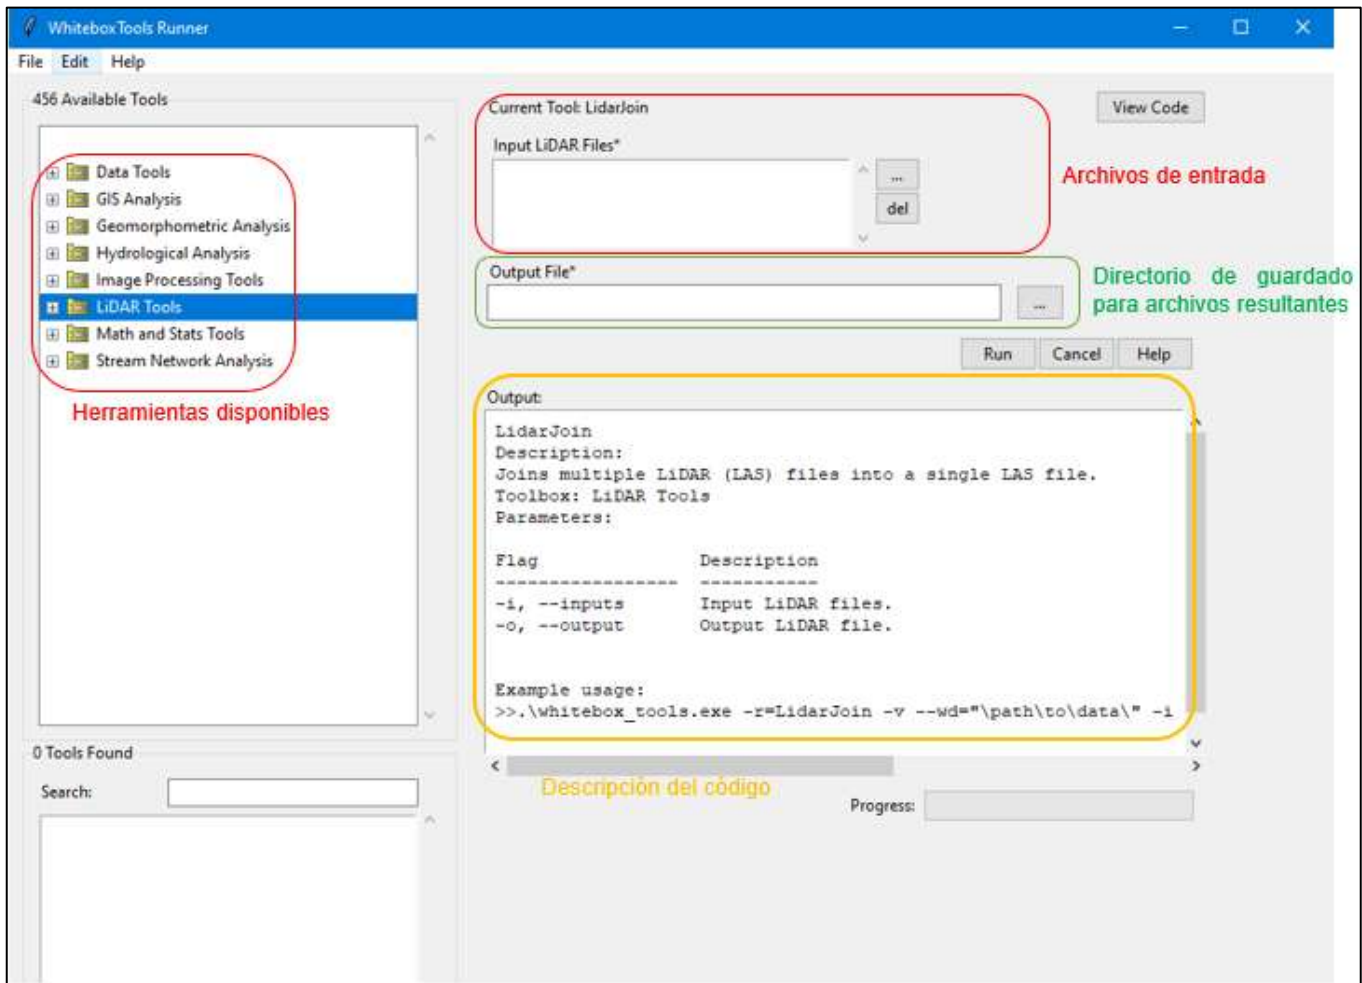 WhiteboxTools Runner
File Edit Help
456 Available Tools
Data Tools
GIS Analysis
Geomorphometric Analysis
Hydrological Analysis
Image Processing Tools
LiDAR Tools
Math and Stats Tools
Stream Network Analysis
Herramientas disponibles
0 Tools Found
Search:
Current Tool: LidarJoin
View Code
Input LiDAR Files*
...
del
Archivos de entrada
Output File*
...
Directorio de guardado
para archivos resultantes
Run Cancel Help
Output:
LidarJoin
Description:
Joins multiple LiDAR (LAS) files into a single LAS file.
Toolbox: LiDAR Tools
Parameters:
Flag Description
----------------- -----------
-i, --inputs Input LiDAR files.
-o, --output Output LiDAR file.
Example usage:
>>.\whitebox_tools.exe -r=LidarJoin -v --wd="\path\to\data\" -i
Descripción del código
Progress: